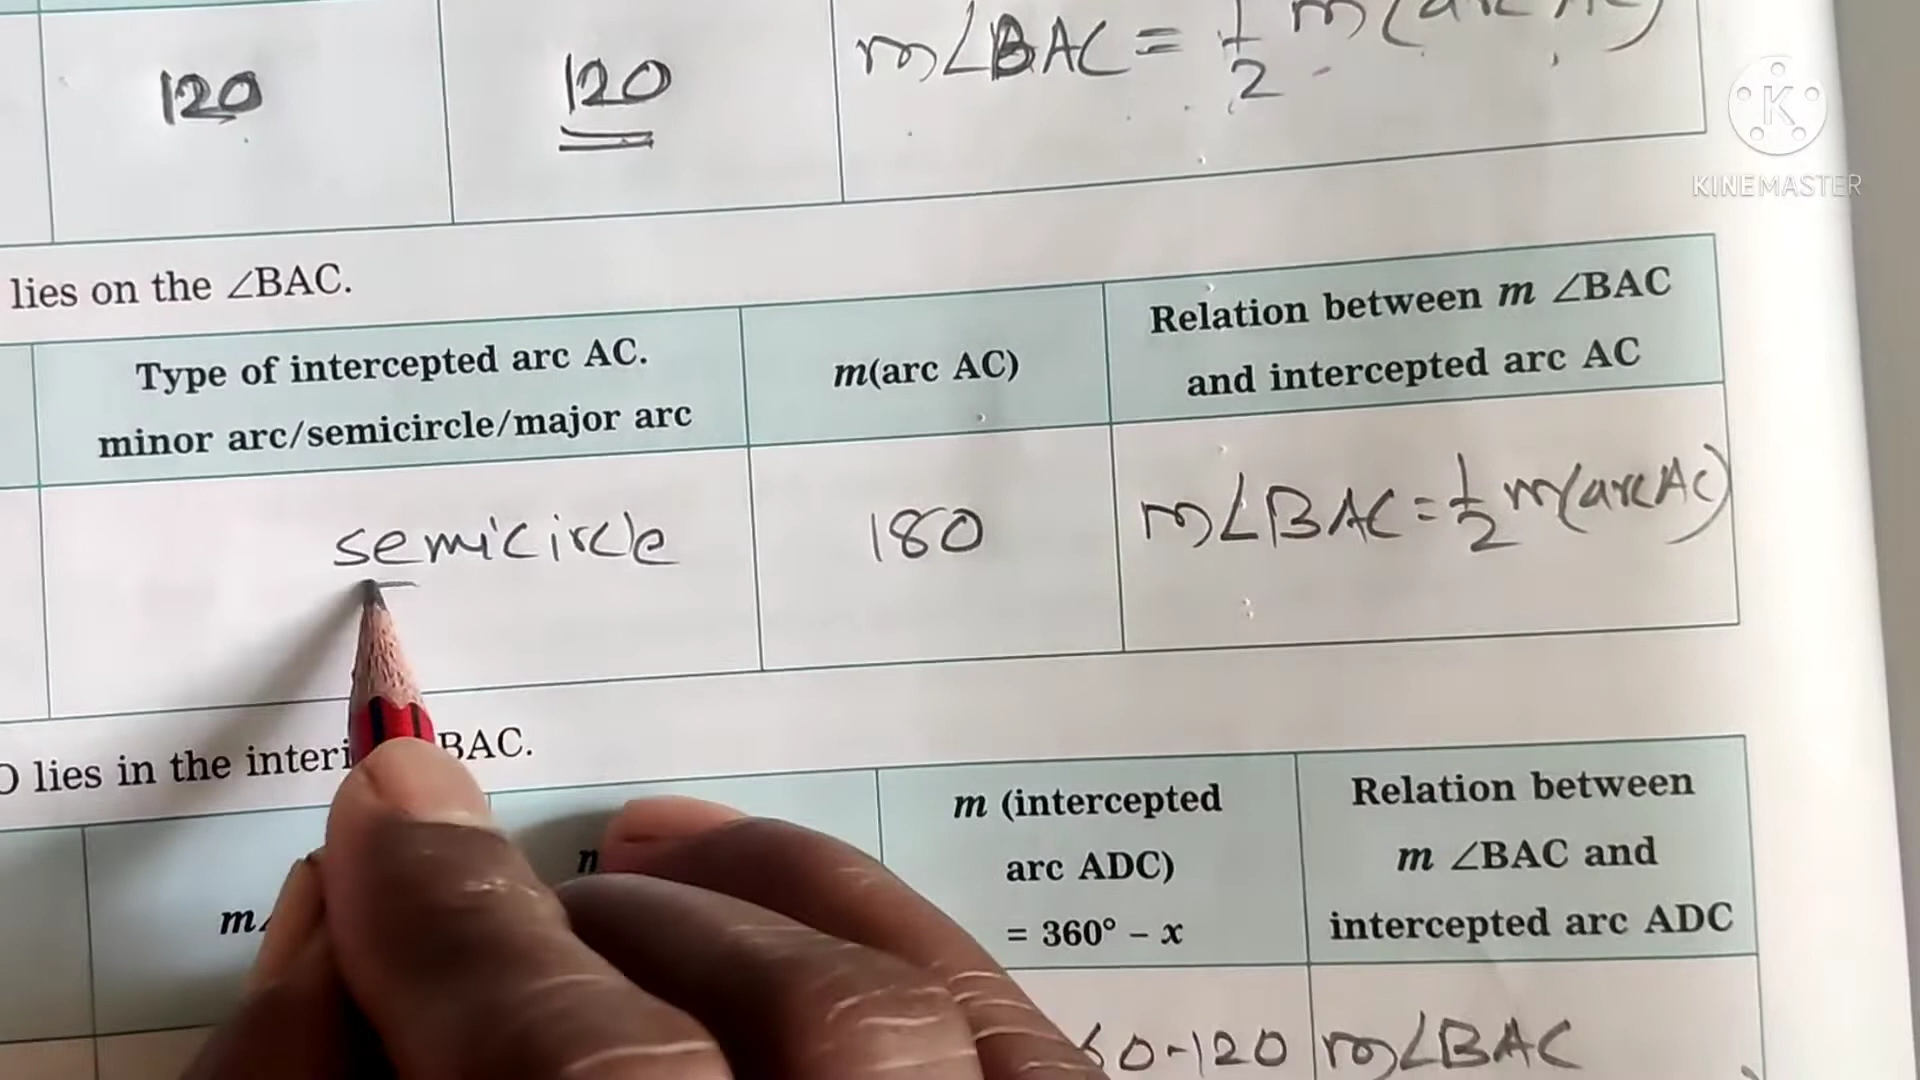 120 120 m∠BAC = 1/2 m(arc AC)
K
KINEMASTER
lies on the ∠BAC.
Type of intercepted arc AC.
minor arc/semicircle/major arc
m(arc AC)
Relation between m ∠BAC
and intercepted arc AC
semicircle 180 m∠BAC = 1/2 m(arc AC)
O lies in the BAC.
m
m (intercepted
arc ADC)
= 360° – x
Relation between
m ∠BAC and
intercepted arc ADC
60-120 m∠BAC